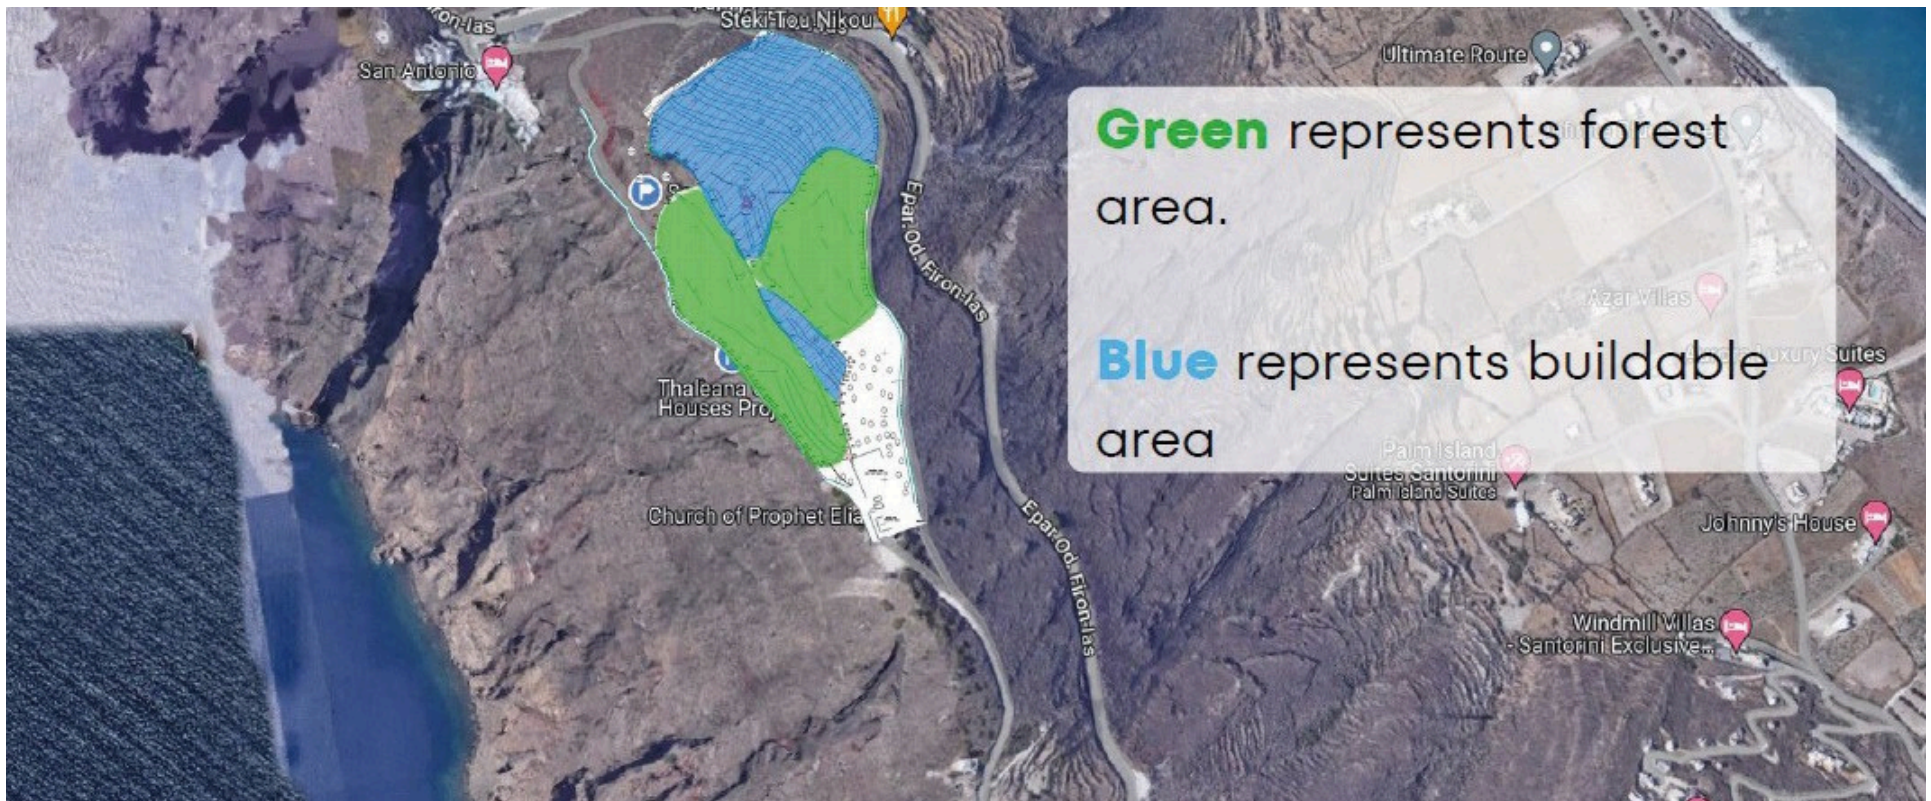 Steki Tou Nikou
San Antonio
Ultimate Route
Green represents forest
area.
Epar. Od. Firon-Ias
Azar Villas
Blue represents buildable
Luxury Suites
Thaleana
Houses
area
Palm Island
Suites Santorini
Palm Island Suites
Church of Prophet Elia
Johnny's House
Epar. Od. Firon-Ias
Windmill Villas
- Santorini Exclusive...